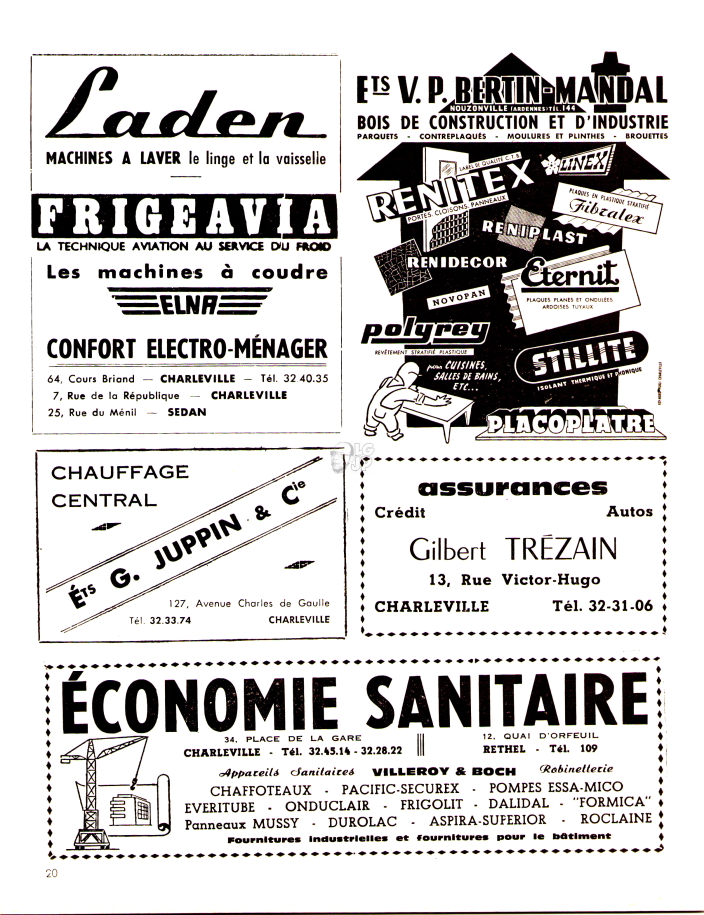 Laden
MACHINES A LAVER le linge et la vaisselle
FRIGEAVIA
LA TECHNIQUE AVIATION AU SERVICE DU FROID
Les machines à coudre
ELNA
CONFORT ELECTRO-MÉNAGER
64, Cours Briand — CHARLEVILLE — Tél. 32.40.35
7, Rue de la République — CHARLEVILLE
25, Rue du Ménil — SEDAN
ETS V. P. BERTIN-MANDAL
NOUZONVILLE (ARDENNES) TÉL. 144
BOIS DE CONSTRUCTION ET D'INDUSTRIE
PARQUETS - CONTREPLAQUÉS - MOULURES ET PLINTHES - BROUETTES
LABEL DE QUALITÉ C.T.B.
RENITEX
PORTES, CLOISONS, PANNEAUX
LINEX
PLAQUES EN PLASTIQUE STRATIFIÉ
Fibralex
RENIPLAST
RENIDECOR
Eternit
PLAQUES PLANES ET ONDULÉES
ARDOISES TUYAUX
NOVOPAN
polyrey
REVÊTEMENT STRATIFIÉ PLASTIQUE
pour CUISINES,
SALLES DE BAINS,
ETC...
STILLITE
ISOLANT THERMIQUE ET PHONIQUE
PLACOPLATRE
CHAUFFAGE
CENTRAL
ÉTS G. JUPPIN & Cie
127, Avenue Charles de Gaulle
Tél. 32.33.74 CHARLEVILLE
assurances
Crédit Autos
Gilbert TRÉZAIN
13, Rue Victor-Hugo
CHARLEVILLE Tél. 32-31-06
ÉCONOMIE SANITAIRE
34, PLACE DE LA GARE
CHARLEVILLE - Tél. 32.45.14 - 32.28.22
12, QUAI D'ORFEUIL
RETHEL - Tél. 109
Appareils Sanitaires VILLEROY & BOCH Robinetterie
CHAFFOTEAUX - PACIFIC-SECUREX - POMPES ESSA-MICO
EVERITUBE - ONDUCLAIR - FRIGOLIT - DALIDAL - "FORMICA"
Panneaux MUSSY - DUROLAC - ASPIRA-SUPERIOR - ROCLAINE
Fournitures industrielles et fournitures pour le bâtiment
20